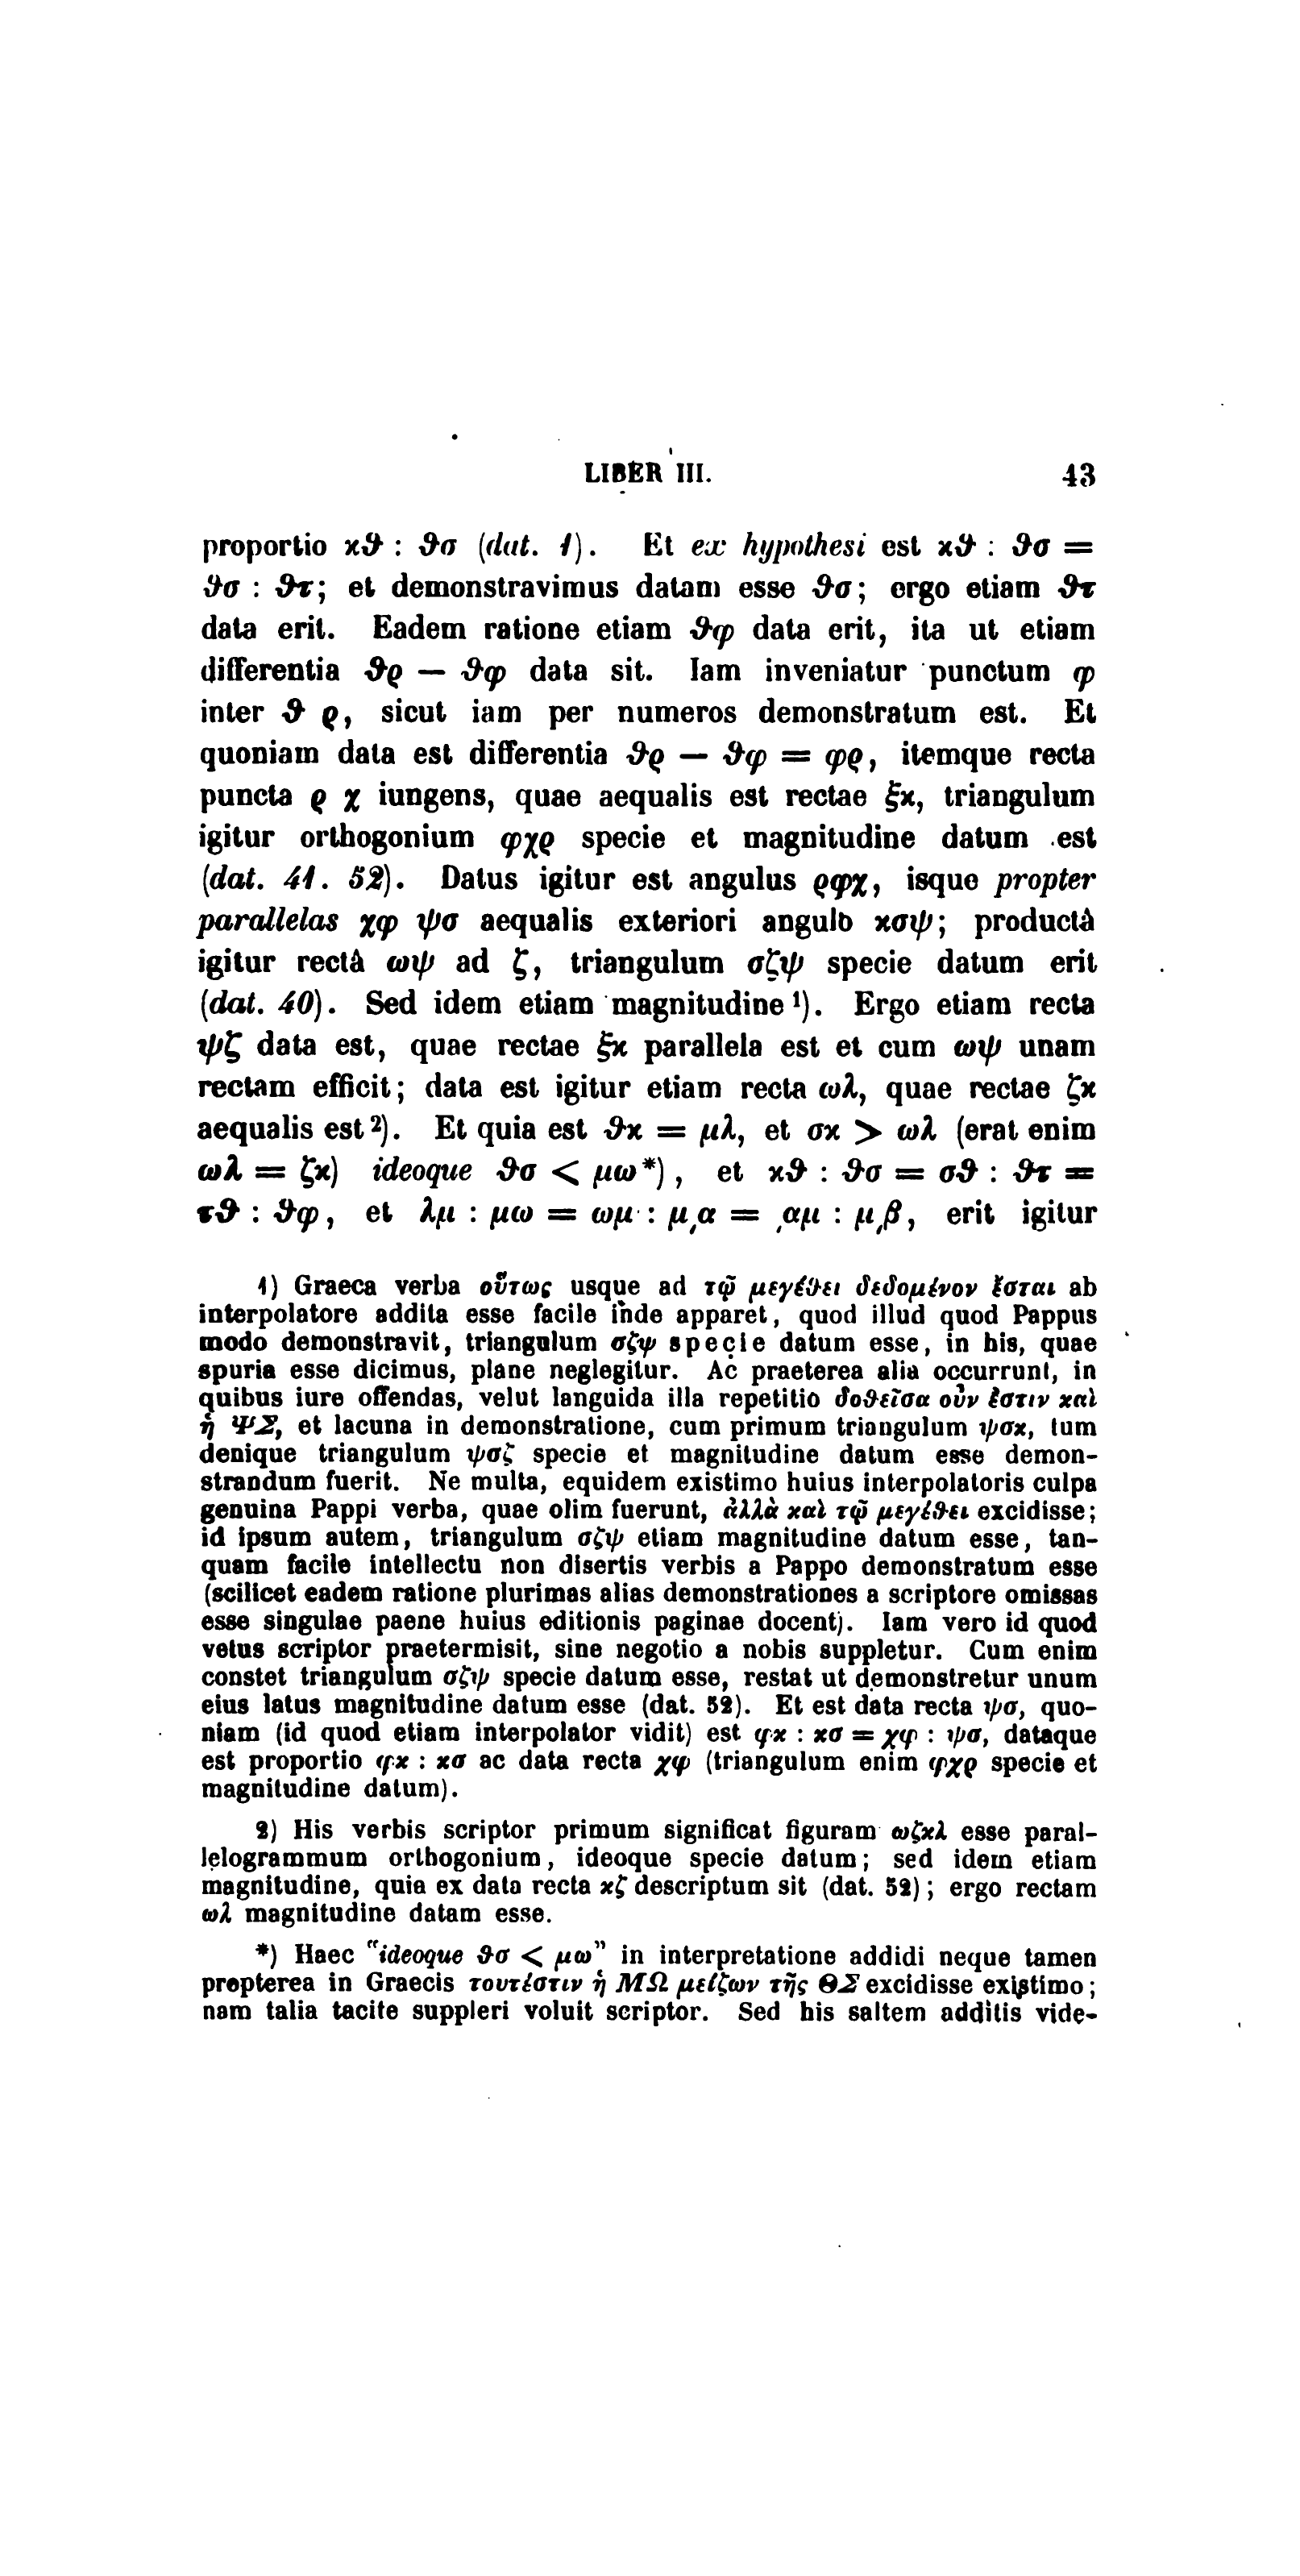 LIBER III. 43
proportio ϰϑ : ϑσ (dat. 1). Et ex hypothesi est ϰϑ : ϑσ =
ϑσ : ϑτ; et demonstravimus datam esse ϑσ; ergo etiam ϑτ
data erit. Eadem ratione etiam ϑφ data erit, ita ut etiam
differentia ϑρ — ϑφ data sit. Iam inveniatur punctum φ
inter ϑ ρ, sicut iam per numeros demonstratum est. Et
quoniam data est differentia ϑρ — ϑφ = φρ, itemque recta
puncta ρ χ iungens, quae aequalis est rectae ξϰ, triangulum
igitur orthogonium φχρ specie et magnitudine datum est
(dat. 41. 52). Datus igitur est angulus ρφχ, isque propter
parallelas χφ ψσ aequalis exteriori angulo ϰσψ; productâ
igitur rectâ ωψ ad ζ, triangulum σζψ specie datum erit
(dat. 40). Sed idem etiam magnitudine 1). Ergo etiam recta
ψζ data est, quae rectae ξϰ parallela est et cum ωψ unam
rectam efficit; data est igitur etiam recta ωλ, quae rectae ζϰ
aequalis est 2). Et quia est ϑϰ = μλ, et σϰ > ωλ (erat enim
ωλ = ζϰ) ideoque ϑσ < μω*), et ϰϑ : ϑσ = σϑ : ϑτ =
τϑ : ϑφ, et λμ : μω = ωμ : μ͵α = ͵αμ : μ͵β, erit igitur
1) Graeca verba οὕτως usque ad τῷ μεγέϑει δεδομένον ἔσται ab
interpolatore addita esse facile inde apparet, quod illud quod Pappus
modo demonstravit, triangulum σζψ specie datum esse, in his, quae
spuria esse dicimus, plane neglegitur. Ac praeterea alia occurrunt, in
quibus iure offendas, velut languida illa repetitio δοϑεῖσα οὖν ἐστιν καὶ
ἡ ΨΣ, et lacuna in demonstratione, cum primum triangulum ψσϰ, tum
denique triangulum ψσζ specie et magnitudine datum esse demon-
strandum fuerit. Ne multa, equidem existimo huius interpolatoris culpa
genuina Pappi verba, quae olim fuerunt, ἀλλὰ καὶ τῷ μεγέϑει excidisse;
id ipsum autem, triangulum σζψ etiam magnitudine datum esse, tan-
quam facile intellectu non disertis verbis a Pappo demonstratum esse
(scilicet eadem ratione plurimas alias demonstrationes a scriptore omissas
esse singulae paene huius editionis paginae docent). Iam vero id quod
vetus scriptor praetermisit, sine negotio a nobis suppletur. Cum enim
constet triangulum σζψ specie datum esse, restat ut demonstretur unum
eius latus magnitudine datum esse (dat. 52). Et est data recta ψσ, quo-
niam (id quod etiam interpolator vidit) est φϰ : ϰσ = χφ : ψσ, dataque
est proportio φϰ : ϰσ ac data recta χφ (triangulum enim φχρ specie et
magnitudine datum).
2) His verbis scriptor primum significat figuram ωζϰλ esse paral-
lelogrammum orthogonium, ideoque specie datum; sed idem etiam
magnitudine, quia ex data recta ϰζ descriptum sit (dat. 52); ergo rectam
ωλ magnitudine datam esse.
*) Haec "ideoque ϑσ < μω" in interpretatione addidi neque tamen
propterea in Graecis τουτέστιν ἡ ΜΩ μείζων τῆς ΘΣ excidisse existimo;
nam talia tacite suppleri voluit scriptor. Sed his saltem additis vide-